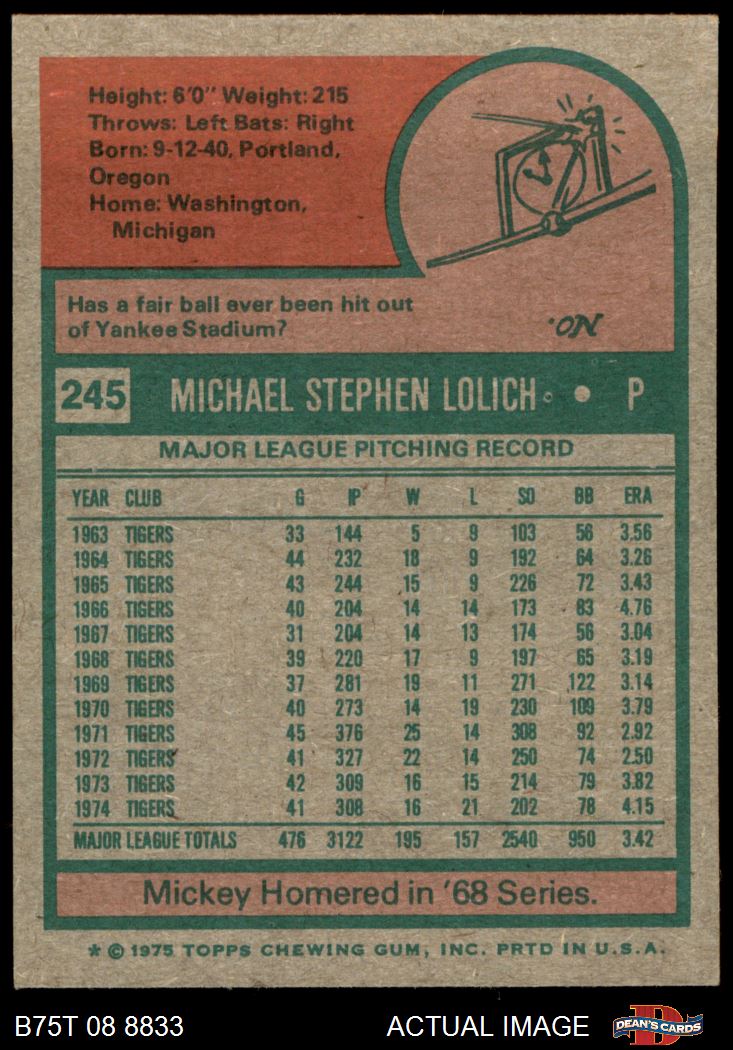 Height: 6'0" Weight: 215
Throws: Left Bats: Right
Born: 9-12-40, Portland,
Oregon
Home: Washington,
Michigan
Has a fair ball ever been hit out
of Yankee Stadium?
No.
245 MICHAEL STEPHEN LOLICH • P
MAJOR LEAGUE PITCHING RECORD
YEAR CLUB G IP W L SO BB ERA
1963 TIGERS 33 144 5 9 103 56 3.56
1964 TIGERS 44 232 18 9 192 64 3.26
1965 TIGERS 43 244 15 9 226 72 3.43
1966 TIGERS 40 204 14 14 173 83 4.76
1967 TIGERS 31 204 14 13 174 56 3.04
1968 TIGERS 39 220 17 9 197 65 3.19
1969 TIGERS 37 281 19 11 271 122 3.14
1970 TIGERS 40 273 14 19 230 109 3.79
1971 TIGERS 45 376 25 14 308 92 2.92
1972 TIGERS 41 327 22 14 250 74 2.50
1973 TIGERS 42 309 16 15 214 79 3.82
1974 TIGERS 41 308 16 21 202 78 4.15
MAJOR LEAGUE TOTALS 476 3122 195 157 2540 950 3.42
Mickey Homered in '68 Series.
* © 1975 TOPPS CHEWING GUM, INC. PRTD IN U.S.A.
B75T 08 8833 ACTUAL IMAGE D DEAN'S CARDS